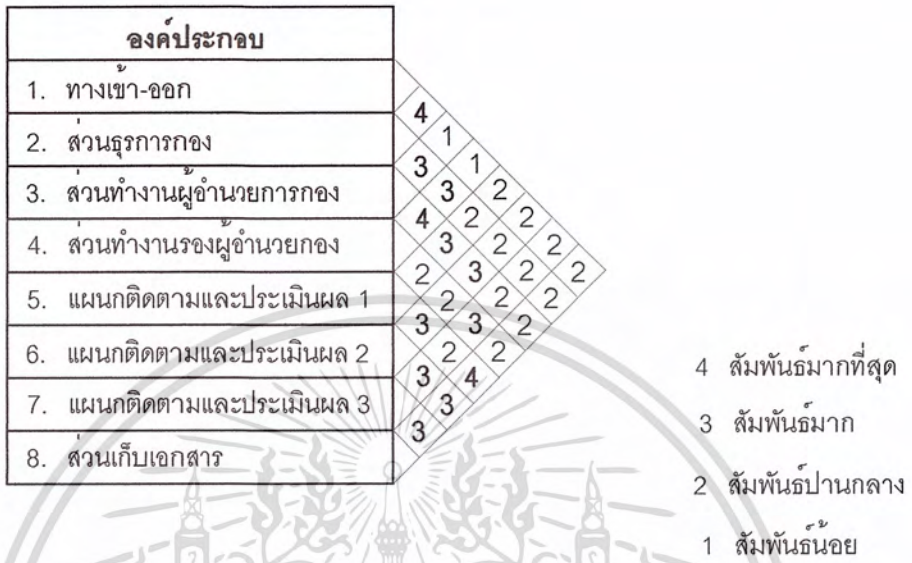 องค์ประกอบ
1. ทางเข้า-ออก
4
2. ส่วนธุรการกอง 1
3 1
3. ส่วนทำงานผู้อำนวยการกอง 3 2
4 2 2
4. ส่วนทำงานรองผู้อำนวยกอง 3 2 2
2 3 2 2
5. แผนกติดตามและประเมินผล 1 2 2 2
3 3 2
6. แผนกติดตามและประเมินผล 2 2 2
3 4
7. แผนกติดตามและประเมินผล 3 3
3
8. ส่วนเก็บเอกสาร
4 สัมพันธ์มากที่สุด
3 สัมพันธ์มาก
2 สัมพันธ์ปานกลาง
1 สัมพันธ์น้อย